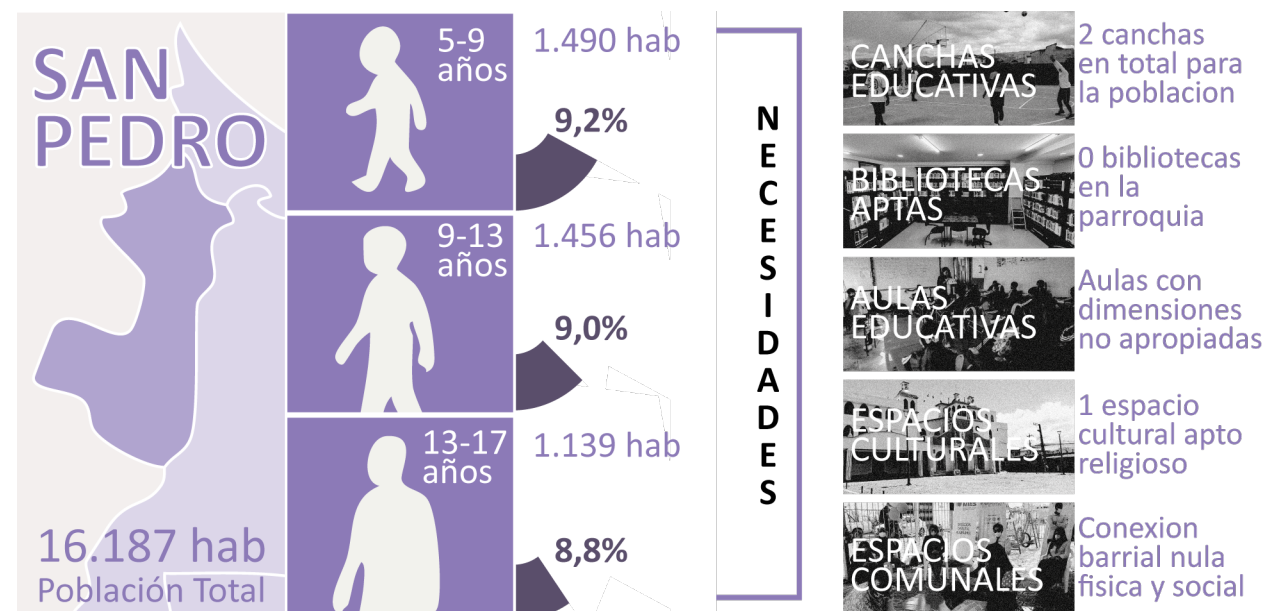 SAN
PEDRO
16.187 hab
Población Total
5-9
años
1.490 hab
9,2%
9-13
años
1.456 hab
9,0%
13-17
años
1.139 hab
8,8%
NECESIDADES
CANCHAS
EDUCATIVAS
2 canchas
en total para
la poblacion
BIBLIOTECAS
APTAS
0 bibliotecas
en la
parroquia
AULAS
EDUCATIVAS
Aulas con
dimensiones
no apropiadas
ESPACIOS
CULTURALES
1 espacio
cultural apto
religioso
ESPACIOS
COMUNALES
Conexion
barrial nula
fisica y social